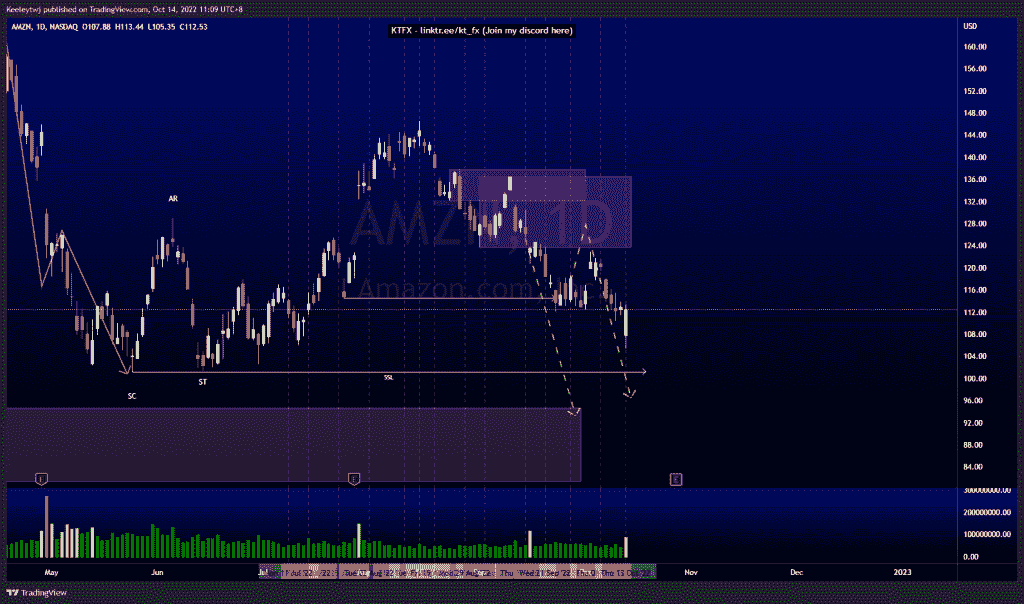 Keeleytwj published on TradingView.com, Oct 14, 2022 11:09 UTC+8
AMZN, 1D, NASDAQ O107.88 H113.44 L105.35 C112.53
KTFX - linktr.ee/kt_fx (Join my discord here)
USD
160.00
156.00
152.00
148.00
144.00
140.00
136.00
132.00
128.00
124.00
120.00
116.00
112.00
108.00
104.00
100.00
96.00
92.00
88.00
84.00
AR
AMZN, 1D
Amazon.com
SSL
ST
SC
E
E
E
300000000.00
200000000.00
100000000.00
0.00
May
Jun
Nov
Dec
2023
TradingView